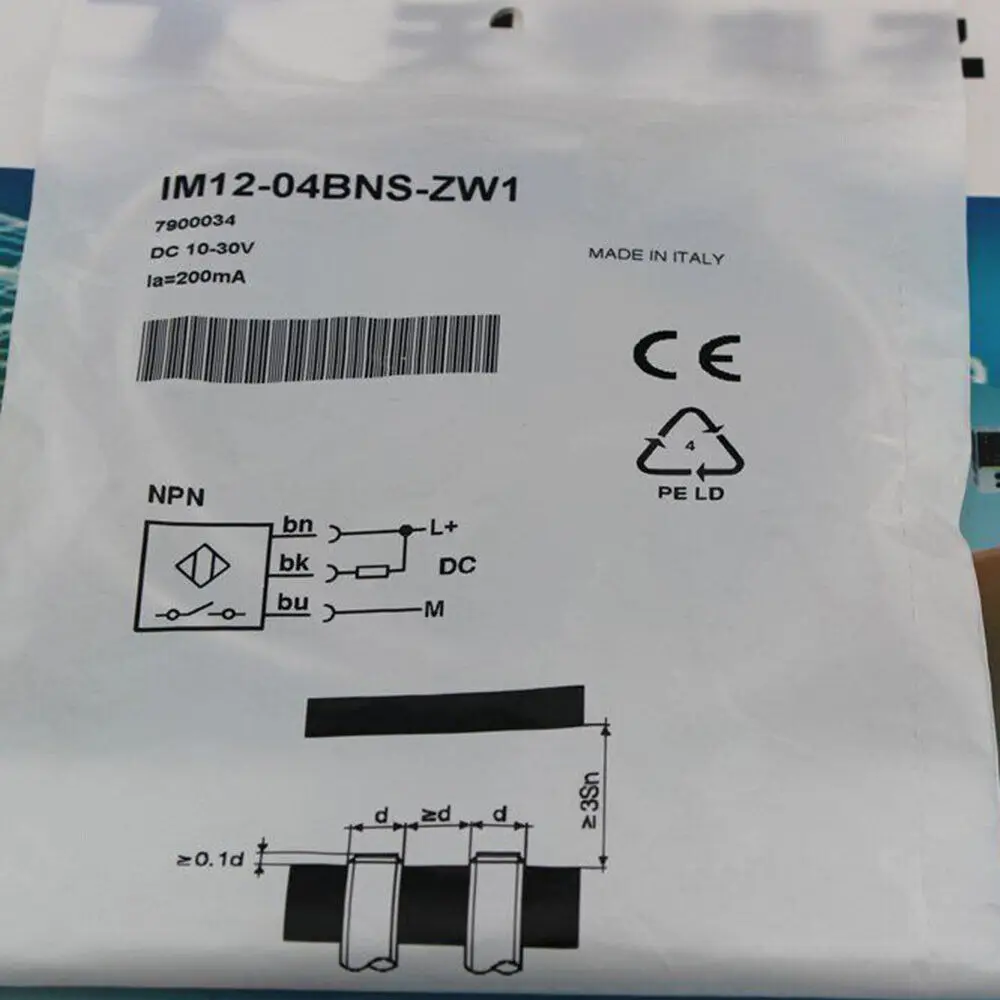 IM12-04BNS-ZW1
7900034
DC 10-30V
Ia=200mA
MADE IN ITALY
CE
4
PE LD
NPN
bn
L+
bk
DC
bu
M
≥3Sn
d ≥d d
≥0.1d